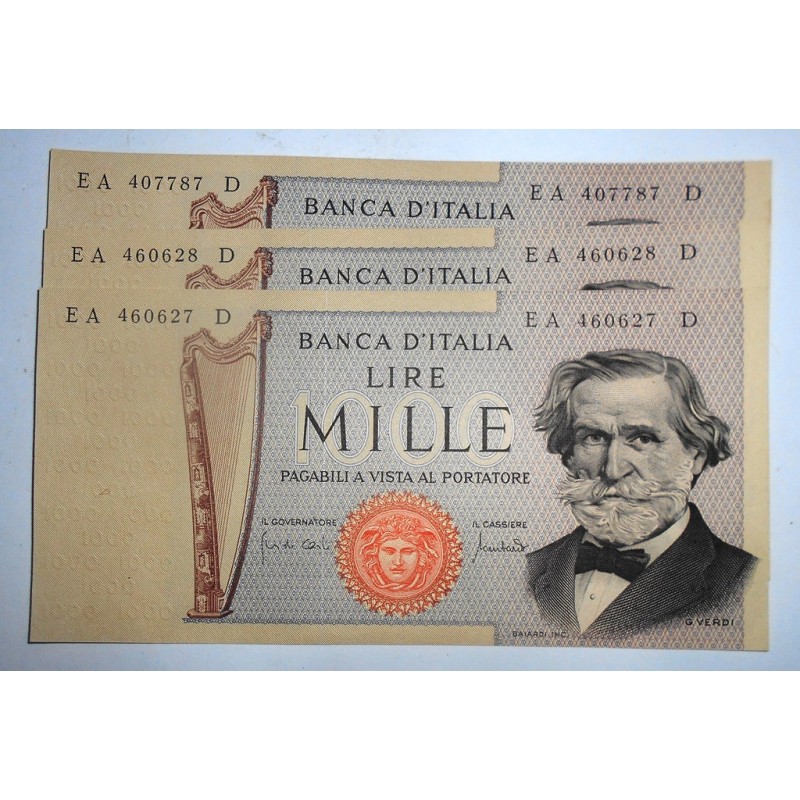 EA 407787 D EA 407787 D
BANCA D'ITALIA
EA 460628 D EA 460628 D
BANCA D'ITALIA
EA 460627 D EA 460627 D
BANCA D'ITALIA
LIRE
1000
MILLE
PAGABILI A VISTA AL PORTATORE
IL GOVERNATORE IL CASSIERE
BAIARDI, INC. G. VERDI